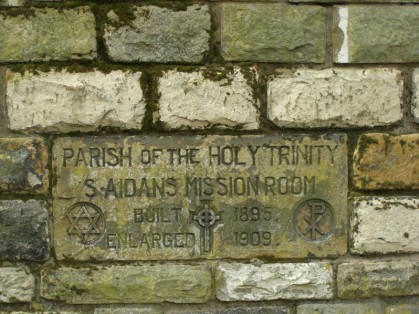 PARISH OF THE HOLY TRINITY
S. AIDANS MISSION ROOM
BUILT 1895.
ENLARGED 1909.